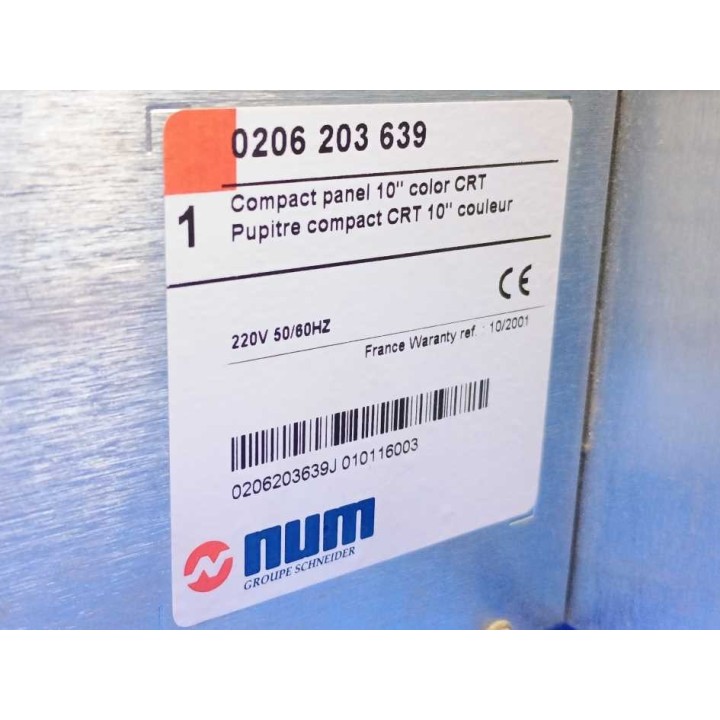 0206 203 639
1
Compact panel 10" color CRT
Pupitre compact CRT 10" couleur
CE
220V 50/60HZ
France Waranty ref. : 10/2001
0206203639J 010116003
num
GROUPE SCHNEIDER